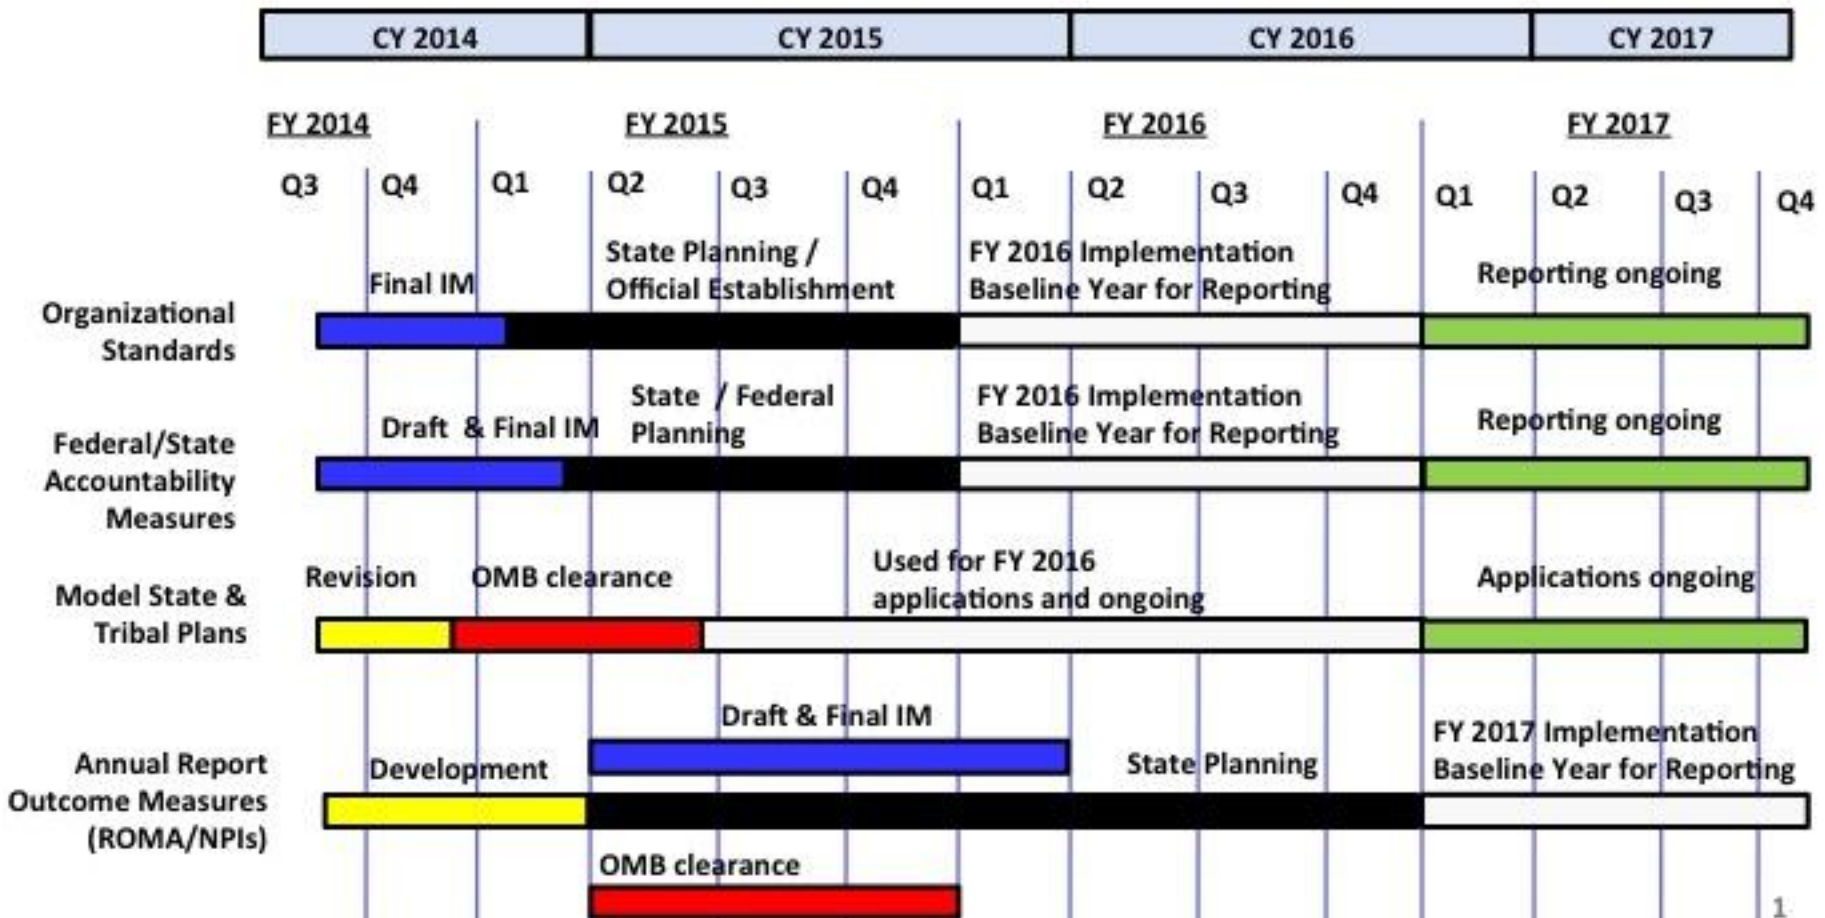 CY 2014 CY 2015 CY 2016 CY 2017
FY 2014 FY 2015 FY 2016 FY 2017
Q3 Q4 Q1 Q2 Q3 Q4 Q1 Q2 Q3 Q4 Q1 Q2 Q3 Q4
Organizational
Standards
Final IM
State Planning /
Official Establishment
FY 2016 Implementation
Baseline Year for Reporting
Reporting ongoing
Federal/State
Accountability
Measures
Draft & Final IM
State / Federal
Planning
FY 2016 Implementation
Baseline Year for Reporting
Reporting ongoing
Model State &
Tribal Plans
Revision
OMB clearance
Used for FY 2016
applications and ongoing
Applications ongoing
Annual Report
Outcome Measures
(ROMA/NPIs)
Development
Draft & Final IM
State Planning
FY 2017 Implementation
Baseline Year for Reporting
OMB clearance
1